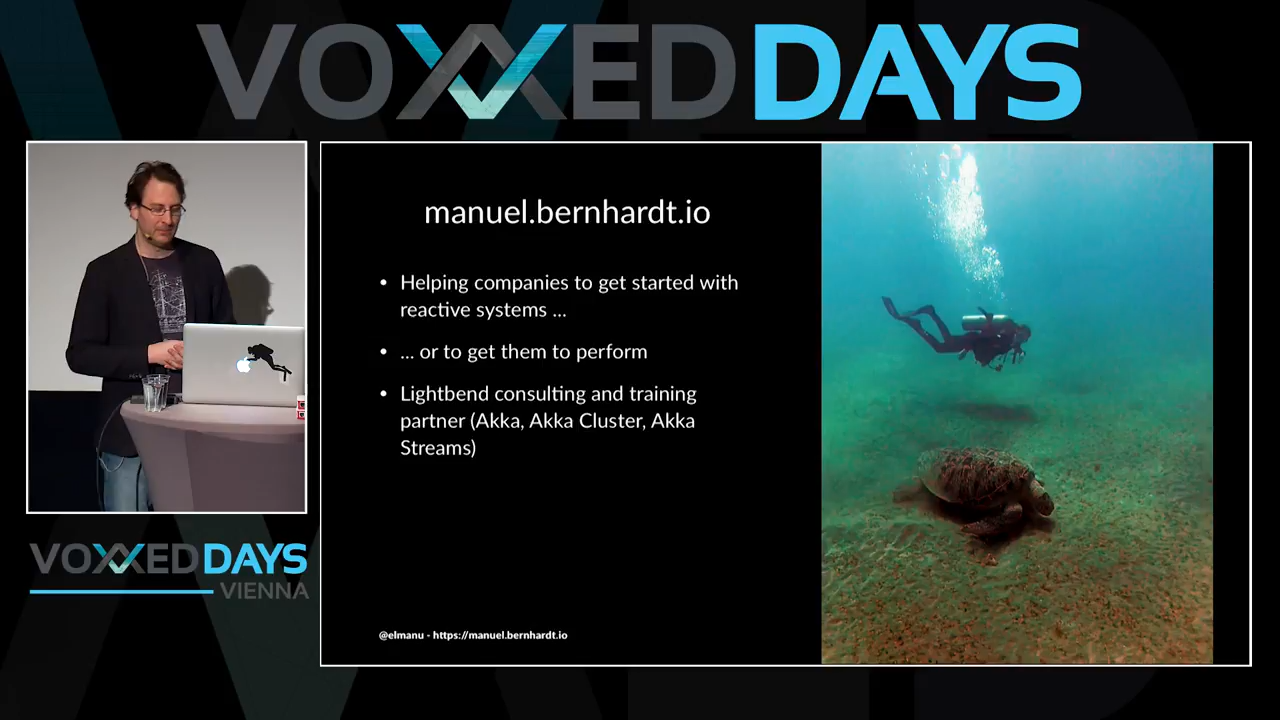 VOXXED DAYS
manuel.bernhardt.io
• Helping companies to get started with
reactive systems ...
• ... or to get them to perform
• Lightbend consulting and training
partner (Akka, Akka Cluster, Akka
Streams)
@elmanu - https://manuel.bernhardt.io
VOXXED DAYS
VIENNA